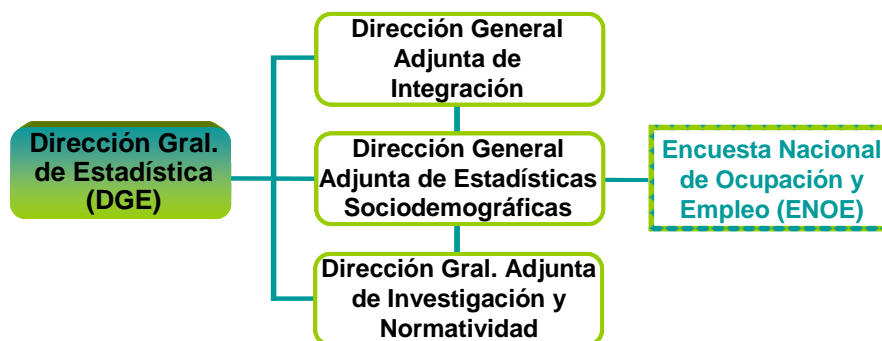 Dirección General
Adjunta de
Integración
Dirección Gral.
de Estadística
(DGE)
Dirección General
Adjunta de Estadísticas
Sociodemográficas
Encuesta Nacional
de Ocupación y
Empleo (ENOE)
Dirección Gral. Adjunta
de Investigación y
Normatividad